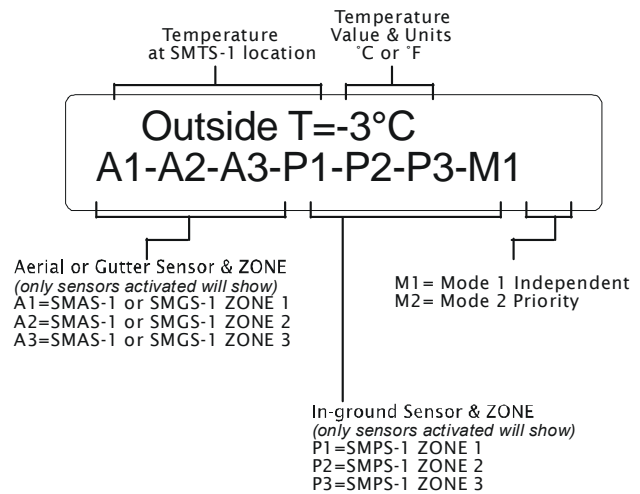 Temperature
at SMTS-1 location
Temperature
Value & Units
°C or °F
Outside T=-3°C
A1-A2-A3-P1-P2-P3-M1
Aerial or Gutter Sensor & ZONE
(only sensors activated will show)
A1=SMAS-1 or SMGS-1 ZONE 1
A2=SMAS-1 or SMGS-1 ZONE 2
A3=SMAS-1 or SMGS-1 ZONE 3
M1= Mode 1 Independent
M2= Mode 2 Priority
In-ground Sensor & ZONE
(only sensors activated will show)
P1=SMPS-1 ZONE 1
P2=SMPS-1 ZONE 2
P3=SMPS-1 ZONE 3